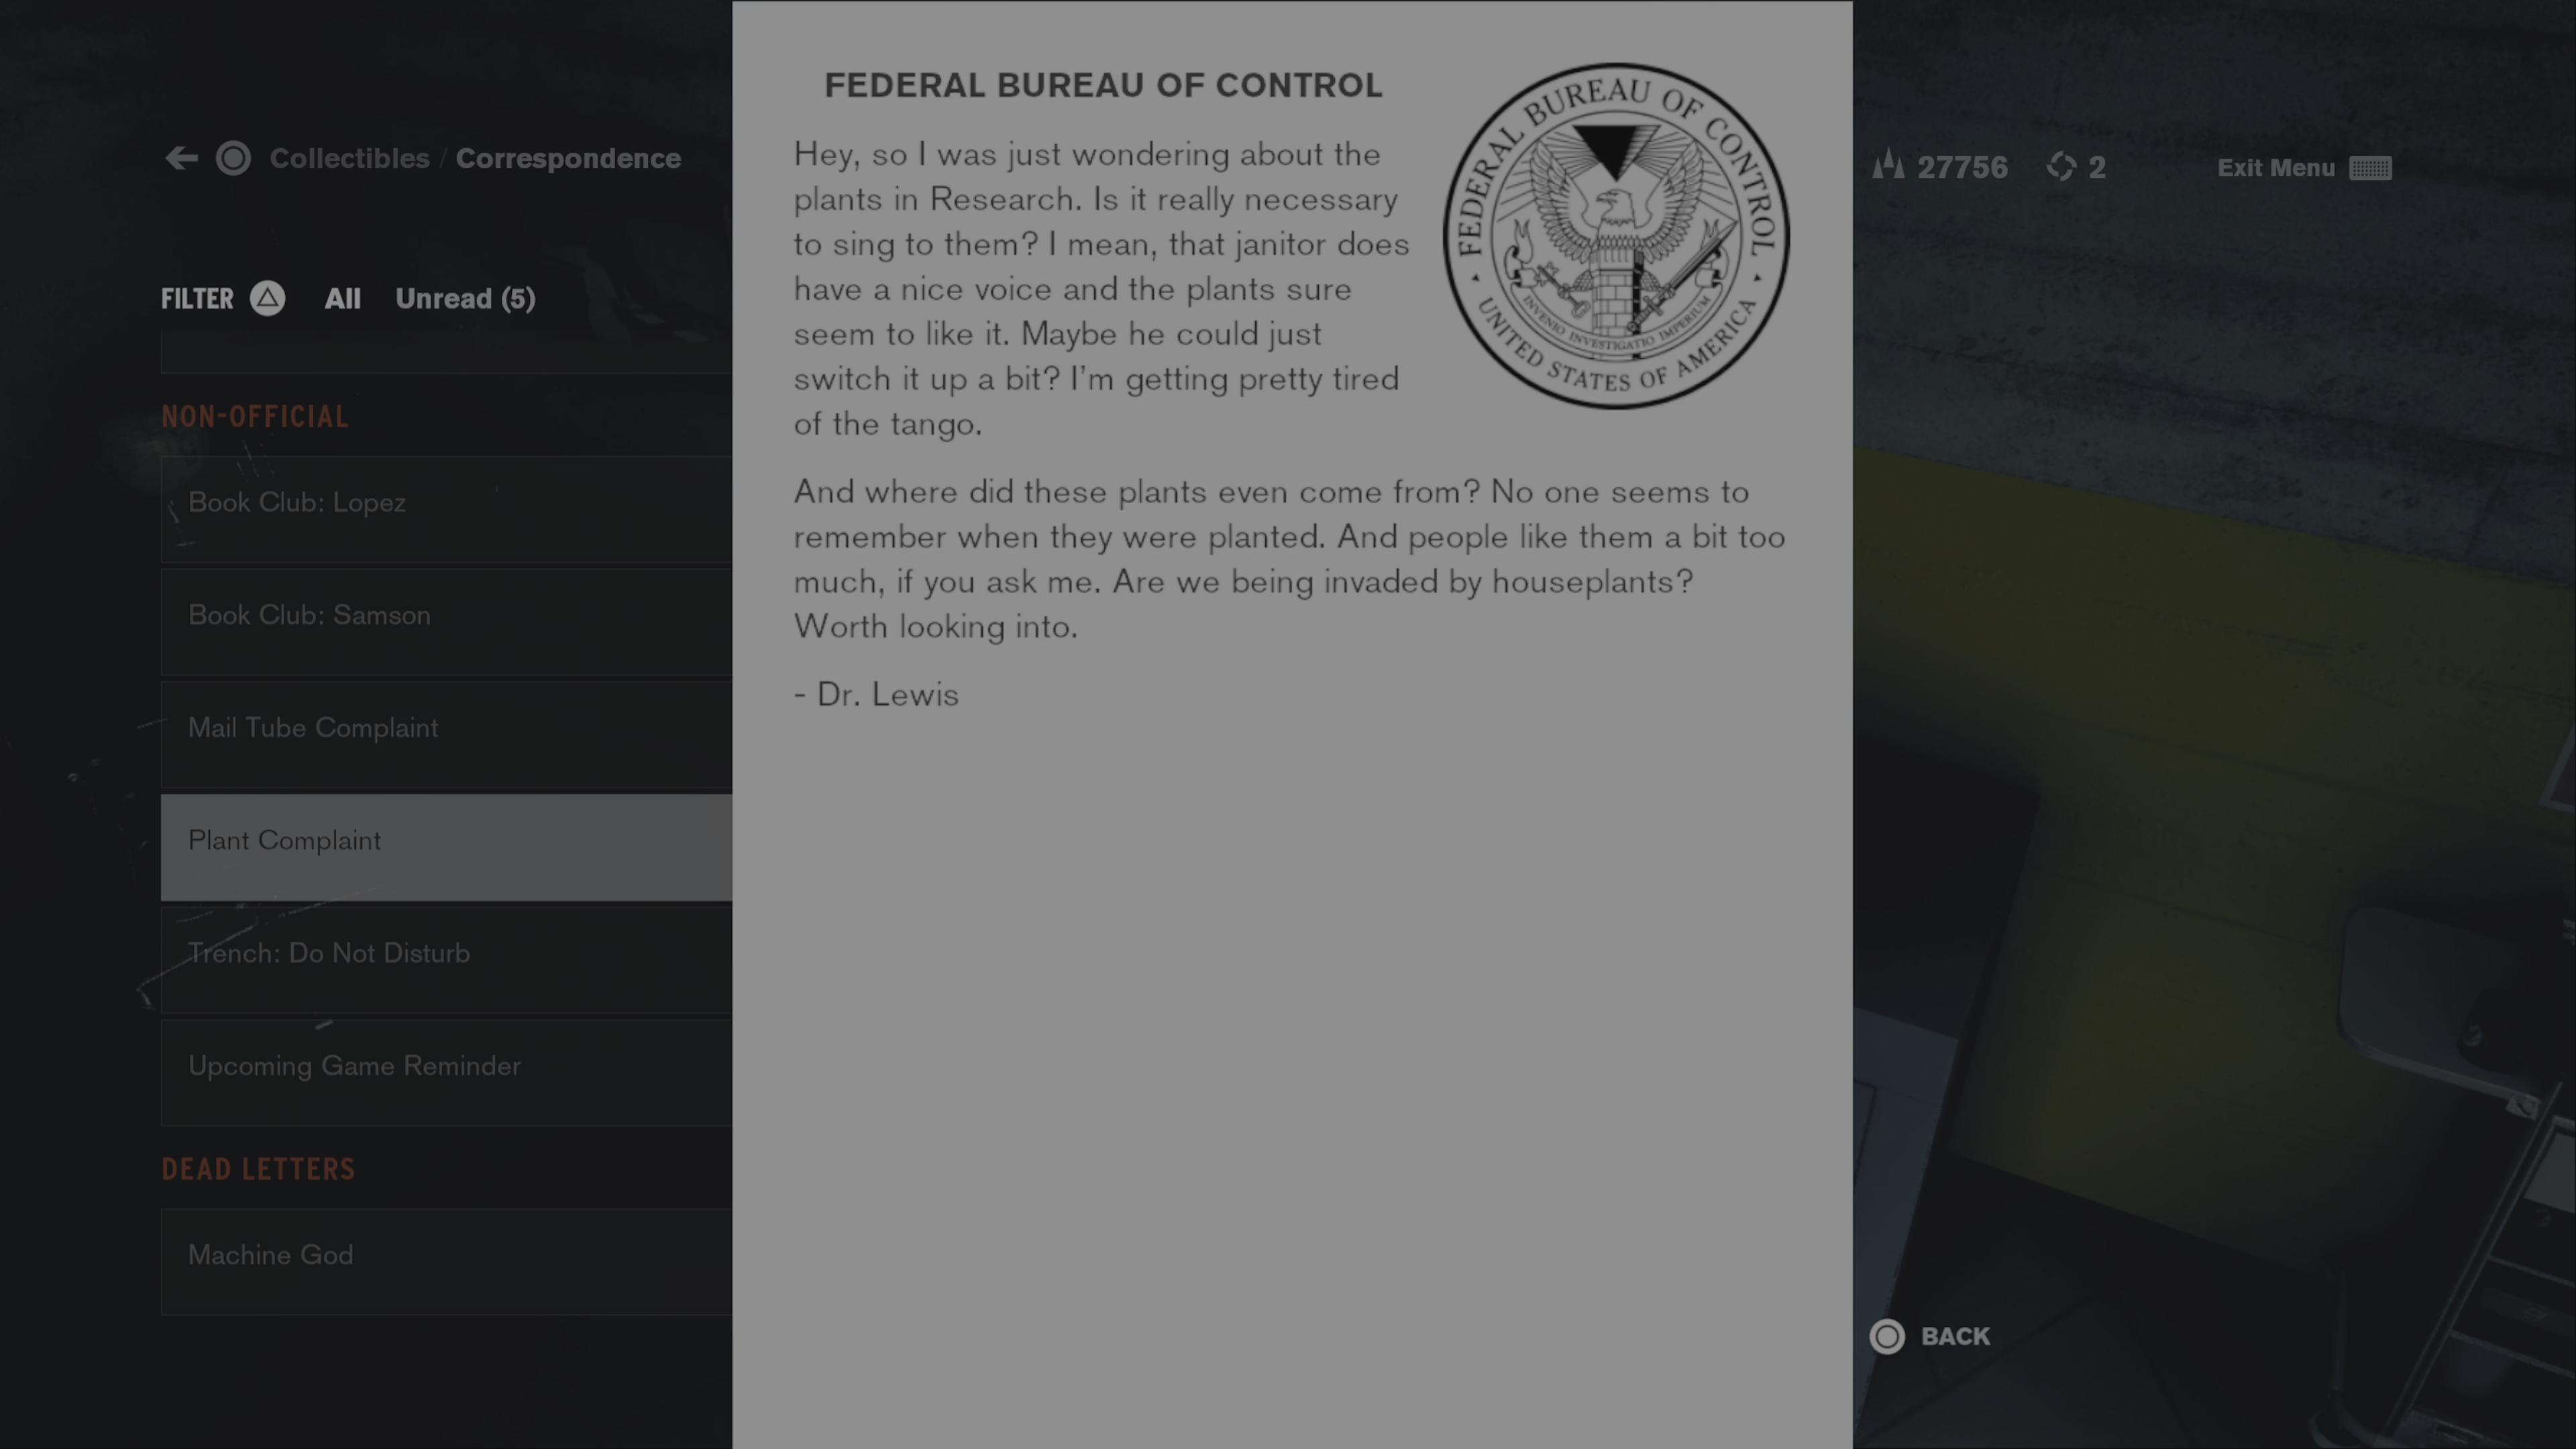 Collectibles / Correspondence
FILTER All Unread (5)
NON-OFFICIAL
Book Club: Lopez
Book Club: Samson
Mail Tube Complaint
Plant Complaint
Trench: Do Not Disturb
Upcoming Game Reminder
DEAD LETTERS
Machine God
FEDERAL BUREAU OF CONTROL
Hey, so I was just wondering about the
plants in Research. Is it really necessary
to sing to them? I mean, that janitor does
have a nice voice and the plants sure
seem to like it. Maybe he could just
switch it up a bit? I'm getting pretty tired
of the tango.
And where did these plants even come from? No one seems to
remember when they were planted. And people like them a bit too
much, if you ask me. Are we being invaded by houseplants?
Worth looking into.
- Dr. Lewis
FEDERAL BUREAU OF CONTROL
UNITED STATES OF AMERICA
INVENIO INVESTIGATIO IMPERIUM
27756 2 Exit Menu
BACK